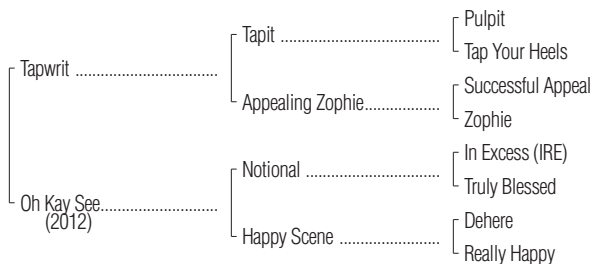 Pulpit
Tapit ........................................
Tap Your Heels
Tapwrit ....................................
Successful Appeal
Appealing Zophie...................
Zophie
In Excess (IRE)
Notional ..................................
Truly Blessed
Oh Kay See..............................
(2012)
Dehere
Happy Scene .........................
Really Happy